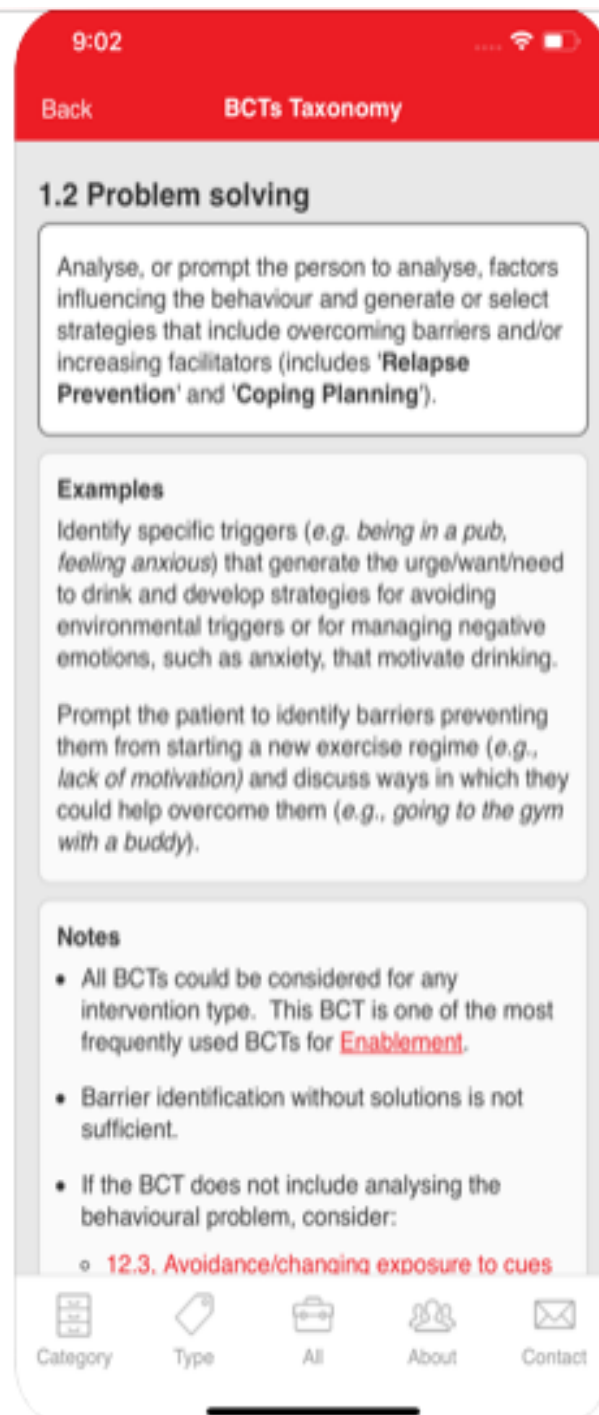 9:02
Back
BCTs Taxonomy
1.2 Problem solving
Analyse, or prompt the person to analyse, factors
influencing the behaviour and generate or select
strategies that include overcoming barriers and/or
increasing facilitators (includes 'Relapse
Prevention' and 'Coping Planning').
Examples
Identify specific triggers (e.g. being in a pub,
feeling anxious) that generate the urge/want/need
to drink and develop strategies for avoiding
environmental triggers or for managing negative
emotions, such as anxiety, that motivate drinking.
Prompt the patient to identify barriers preventing
them from starting a new exercise regime (e.g.,
lack of motivation) and discuss ways in which they
could help overcome them (e.g., going to the gym
with a buddy).
Notes
• All BCTs could be considered for any
intervention type. This BCT is one of the most
frequently used BCTs for Enablement.
• Barrier identification without solutions is not
sufficient.
• If the BCT does not include analysing the
behavioural problem, consider:
◦ 12.3, Avoidance/changing exposure to cues
Category
Type
All
About
Contact